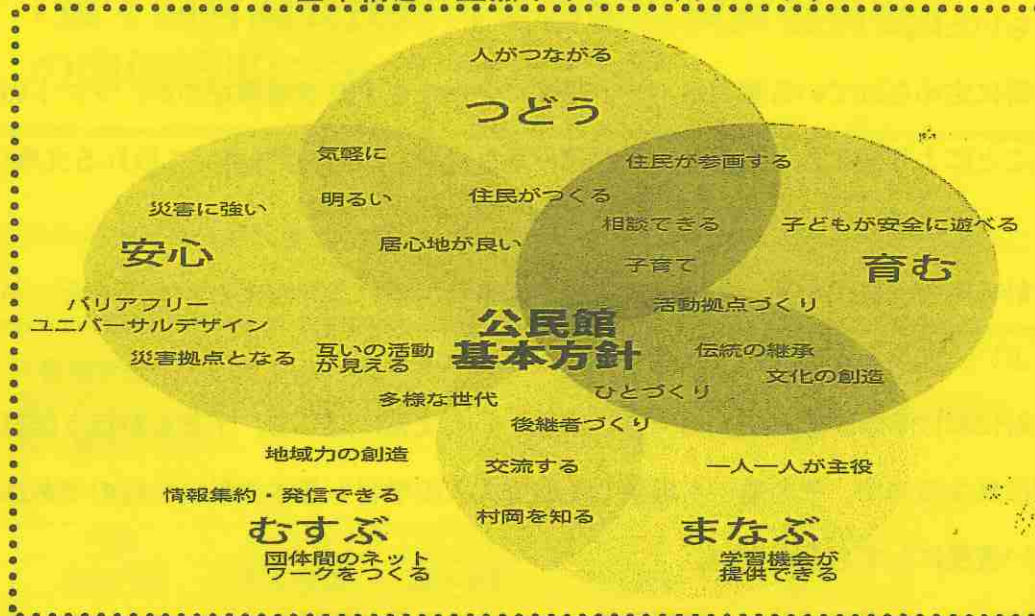 人がつながる
つどう
気軽に
住民が参画する
明るい
住民がつくる
災害に強い
相談できる
子どもが安全に遊べる
居心地が良い
安心
子育て
育む
バリアフリー
ユニバーサルデザイン
活動拠点づくり
公民館
基本方針
災害拠点となる
互いの活動
が見える
伝統の継承
文化の創造
多様な世代
ひとづくり
後継者づくり
地域力の創造
交流する
一人一人が主役
情報集約・発信できる
村岡を知る
むすぶ
団体間のネット
ワークをつくる
まなぶ
学習機会が
提供できる